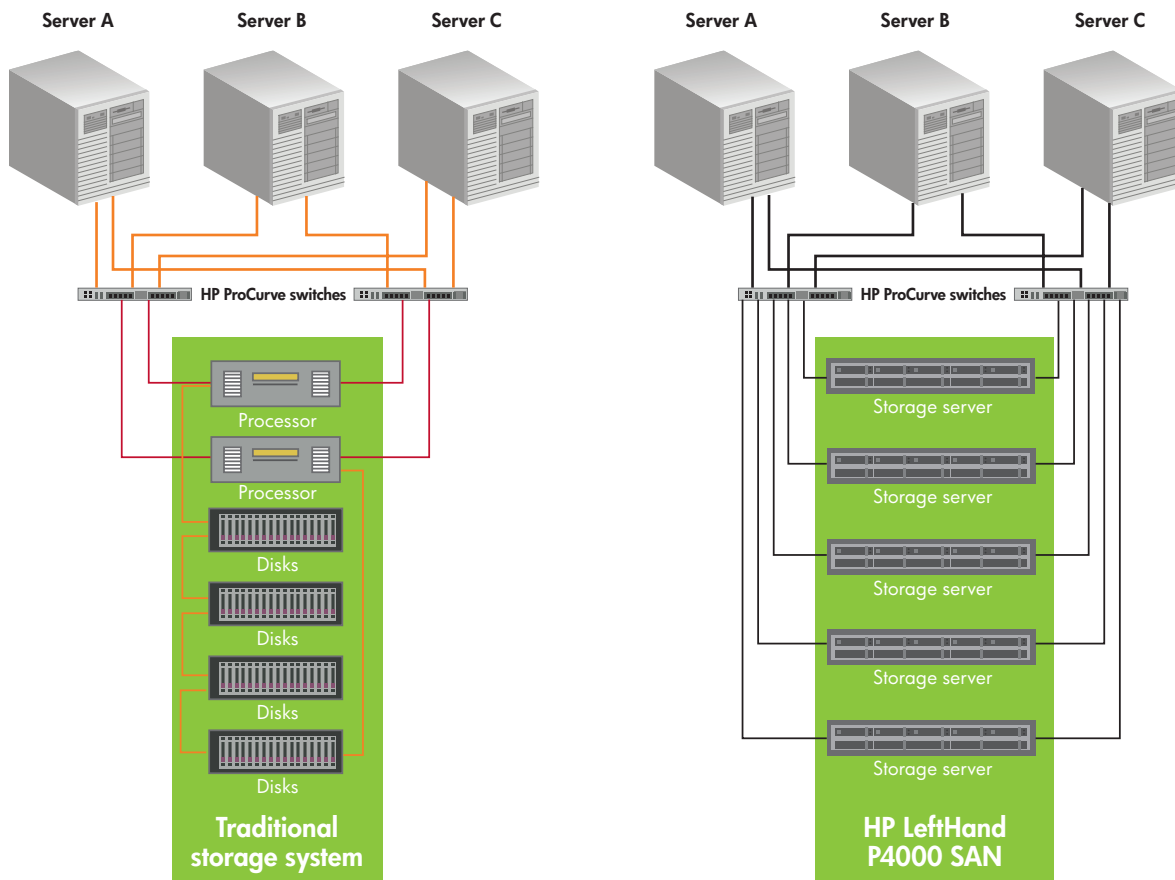 Server A
Server B
Server C
HP ProCurve switches
Processor
Processor
Disks
Disks
Disks
Disks
Traditional
storage system
Server A
Server B
Server C
HP ProCurve switches
Storage server
Storage server
Storage server
Storage server
Storage server
HP LeftHand
P4000 SAN